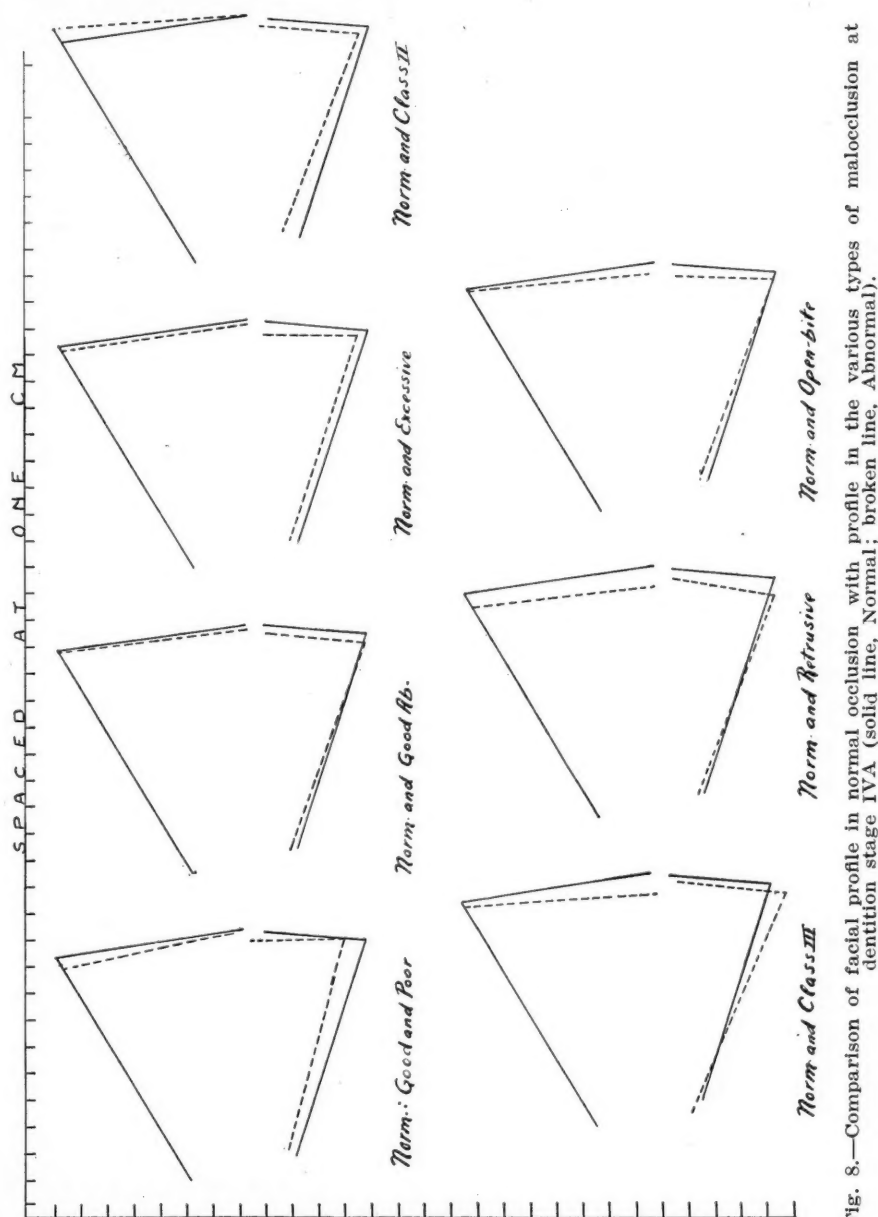 SPACED AT ONE CM
Norm.: Good and Poor
Norm. and Good Ab.
Norm. and Excessive
Norm. and Class II
Norm. and Class III
Norm. and Retrusive
Norm. and Open-bite
Fig. 8.—Comparison of facial profile in normal occlusion with profile in the various types of malocclusion at
dentition stage IVA (solid line, Normal; broken line, Abnormal).